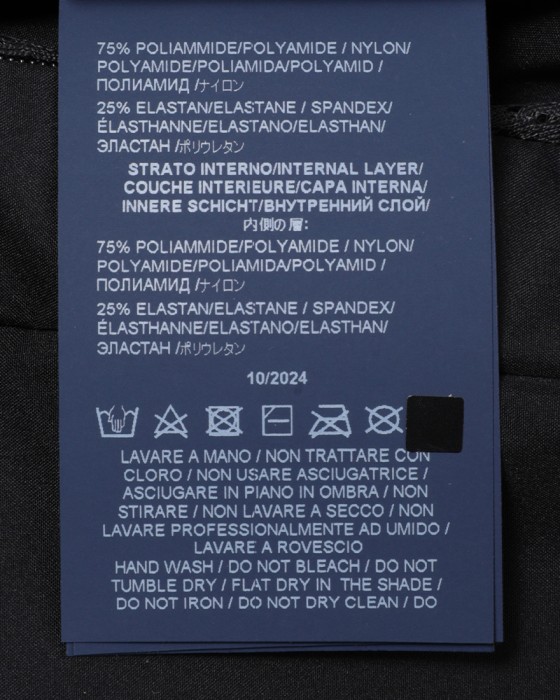 75% POLIAMMIDE/POLYAMIDE / NYLON/
POLYAMIDE/POLIAMIDA/POLYAMID /
ПОЛИАМИД /ナイロン
25% ELASTAN/ELASTANE / SPANDEX/
ÉLASTHANNE/ELASTANO/ELASTHAN/
ЭЛАСТАН /ポリウレタン
STRATO INTERNO/INTERNAL LAYER/
COUCHE INTERIEURE/CAPA INTERNA/
INNERE SCHICHT/ВНУТРЕННИЙ СЛОЙ/
内側の層:
75% POLIAMMIDE/POLYAMIDE / NYLON/
POLYAMIDE/POLIAMIDA/POLYAMID /
ПОЛИАМИД /ナイロン
25% ELASTAN/ELASTANE / SPANDEX/
ÉLASTHANNE/ELASTANO/ELASTHAN/
ЭЛАСТАН /ポリウレタン
10/2024
LAVARE A MANO / NON TRATTARE CON
CLORO / NON USARE ASCIUGATRICE /
ASCIUGARE IN PIANO IN OMBRA / NON
STIRARE / NON LAVARE A SECCO / NON
LAVARE PROFESSIONALMENTE AD UMIDO /
LAVARE A ROVESCIO
HAND WASH / DO NOT BLEACH / DO NOT
TUMBLE DRY / FLAT DRY IN THE SHADE /
DO NOT IRON / DO NOT DRY CLEAN / DO